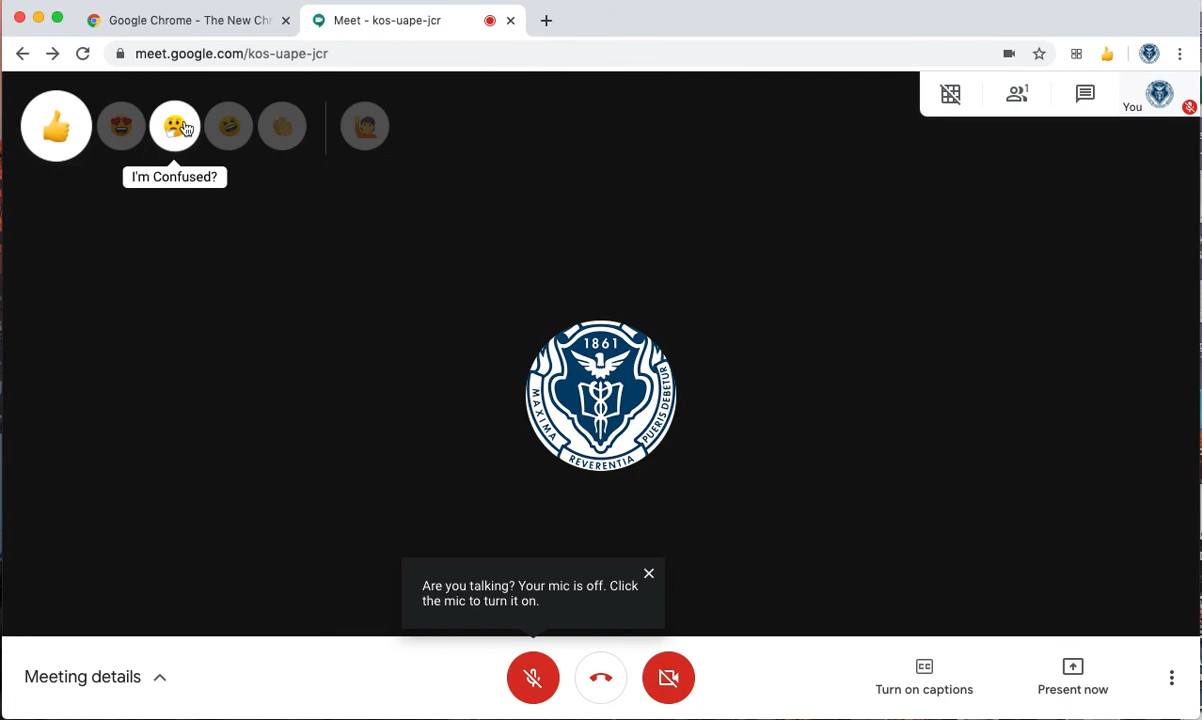 Google Chrome - The New Chr
Meet - kos-uape-jcr
meet.google.com/kos-uape-jcr
1
You
I'm Confused?
1861
MAXIMA
REVERENTIA
PUERIS DEBETUR
Are you talking? Your mic is off. Click
the mic to turn it on.
Meeting details
Turn on captions
Present now